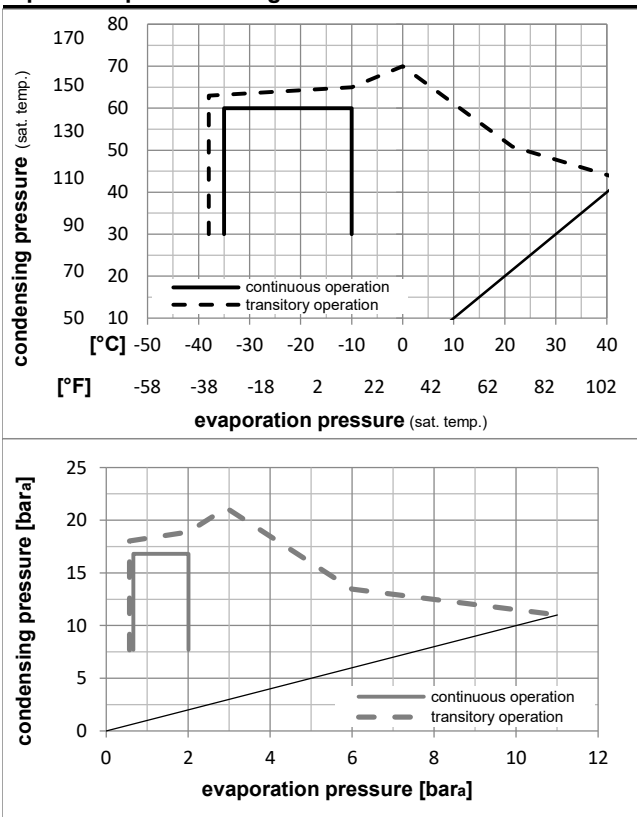 80
170
70
150
60
130
50
110
40
90
30
70
20
continuous operation
transitory operation
50
10
condensing pressure (sat. temp.)
[°C]
-50 -40 -30 -20 -10 0 10 20 30 40
[°F]
-58 -38 -18 2 22 42 62 82 102
evaporation pressure (sat. temp.)
25
20
15
10
5
0
condensing pressure [bara]
continuous operation
transitory operation
0 2 4 6 8 10 12
evaporation pressure [bara]